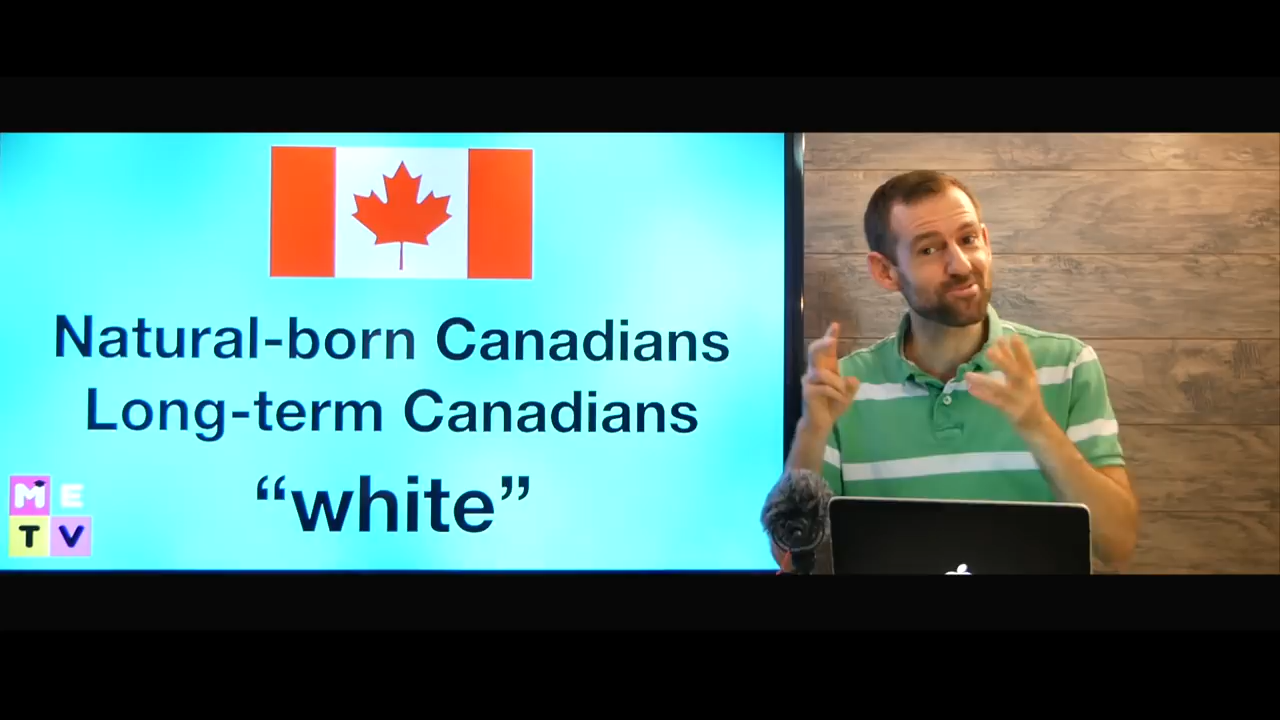 Natural-born Canadians
Long-term Canadians
“white”
M E
T V